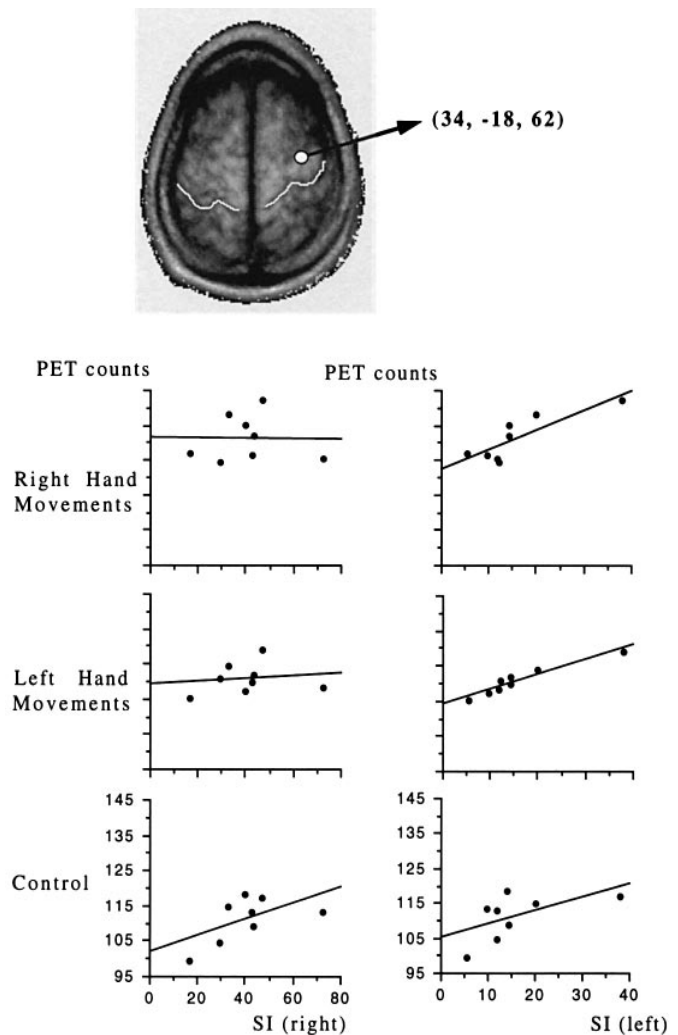 (34, -18, 62)
PET counts
PET counts
Right Hand
Movements
Left Hand
Movements
Control
145
135
125
115
105
95
0
20
40
60
80
SI (right)
145
135
125
115
105
95
0
10
20
30
40
SI (left)